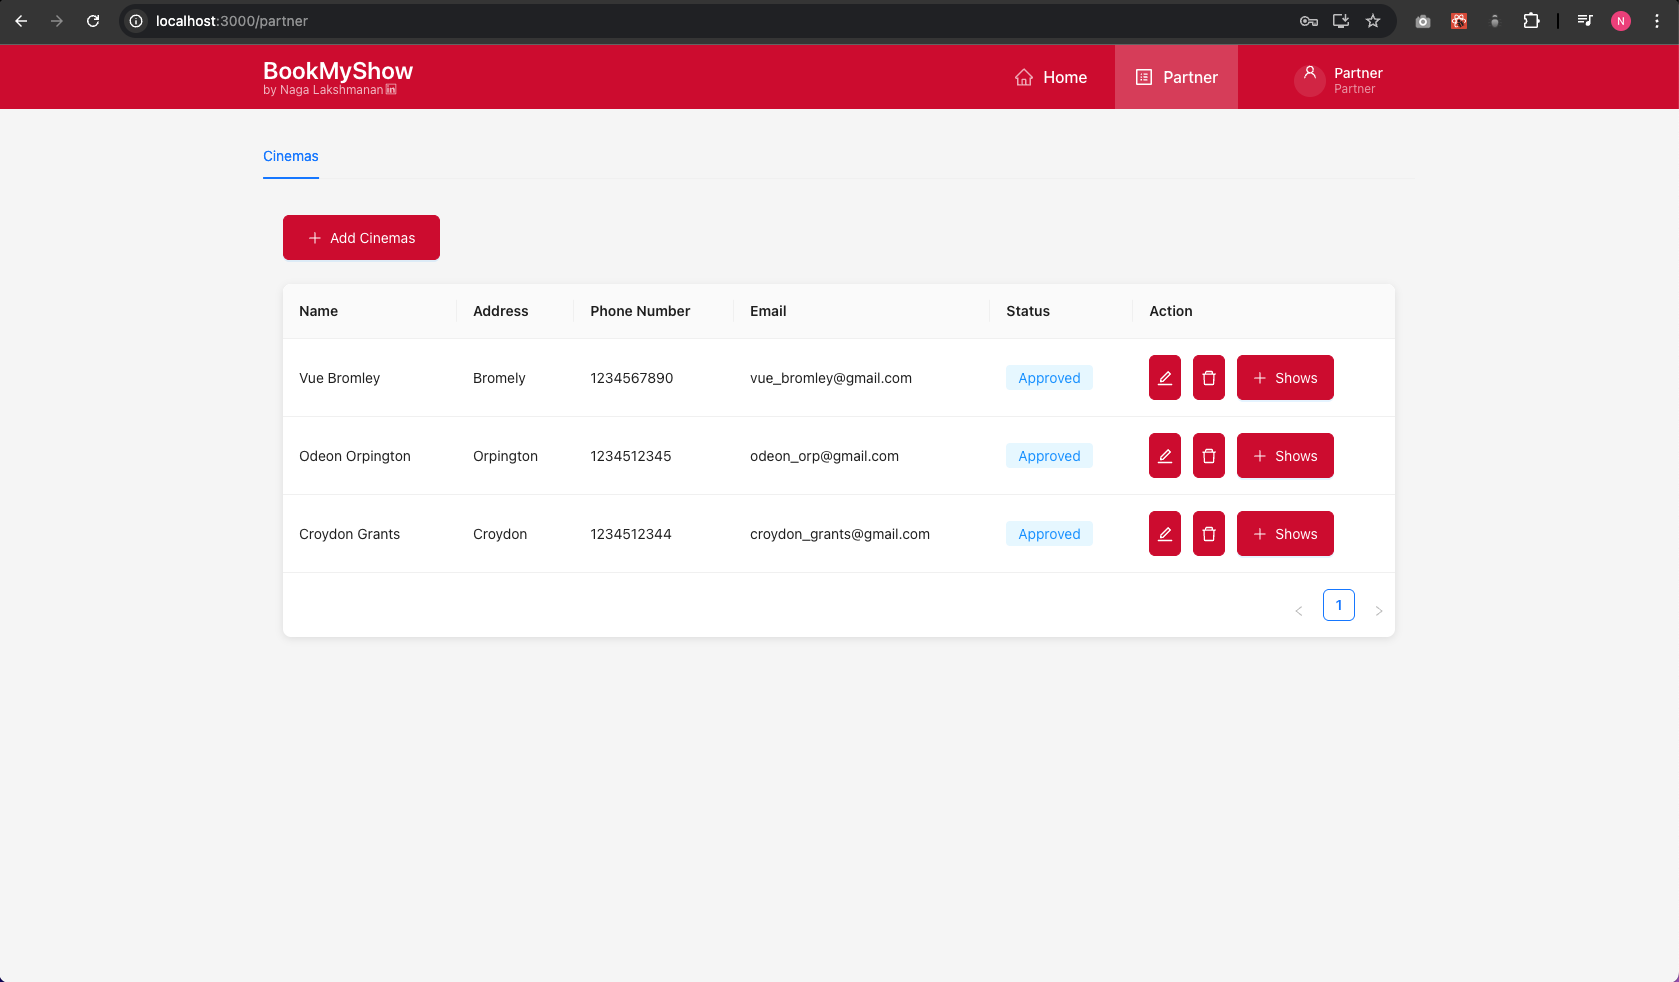 localhost:3000/partner
N
BookMyShow
by Naga Lakshmanan
Home
Partner
Partner
Partner
Cinemas
Add Cinemas
Name Address Phone Number Email Status Action
Vue Bromley Bromely 1234567890 vue_bromley@gmail.com Approved Shows
Odeon Orpington Orpington 1234512345 odeon_orp@gmail.com Approved Shows
Croydon Grants Croydon 1234512344 croydon_grants@gmail.com Approved Shows
1